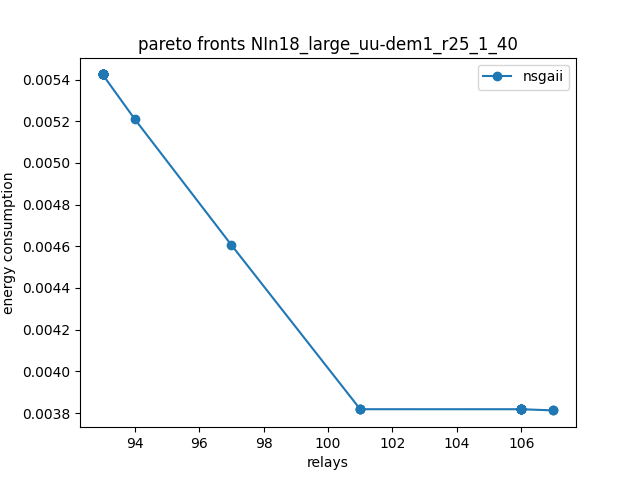 pareto fronts NIn18_large_uu-dem1_r25_1_40
nsgaii
energy consumption
0.0054
0.0052
0.0050
0.0048
0.0046
0.0044
0.0042
0.0040
0.0038
94 96 98 100 102 104 106
relays